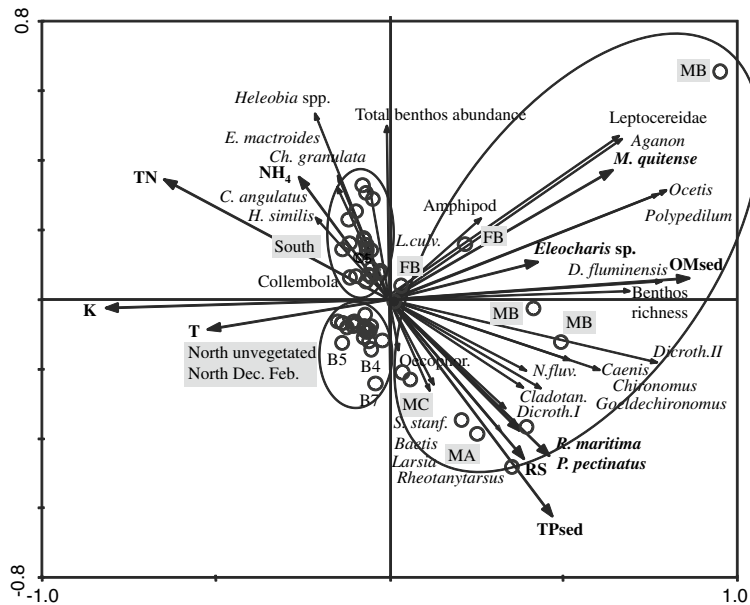 0.8
MB
Heleobia spp.
Total benthos abundance
Leptocereidae
E. mactroides
Aganon
Ch. granulata
M. quitense
TN
NH4
C. angulatus
Ocetis
H. similis
Amphipod
Polypedilum
South
L.culv.
FB
Eleocharis sp.
Collembola
FB
D. fluminensis
OMsed
K
Benthos
richness
MB
T
MB
North unvegetated
North Dec. Feb.
B5
B4
B7
Oecophor.
Dicroth.II
N.fluv.
Caenis
Chironomus
MC
Cladotan.
Goeldechironomus
Dicroth.I
S. stanf.
Baetis
MA
R. maritima
Larsia
RS
P. pectinatus
Rheotanytarsus
TPsed
-0.8
-1.0
1.0